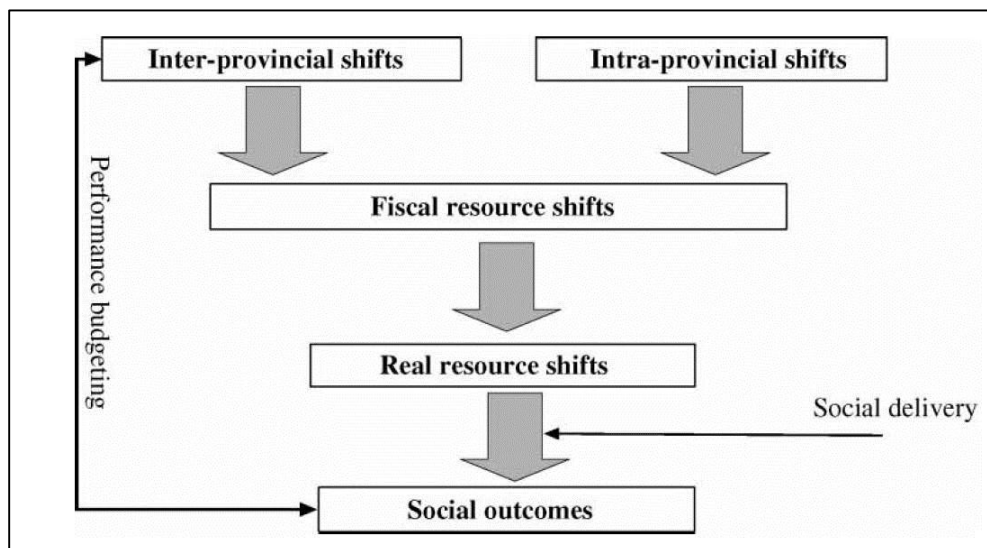 Inter-provincial shifts
Intra-provincial shifts
Performance budgeting
Fiscal resource shifts
Real resource shifts
Social delivery
Social outcomes